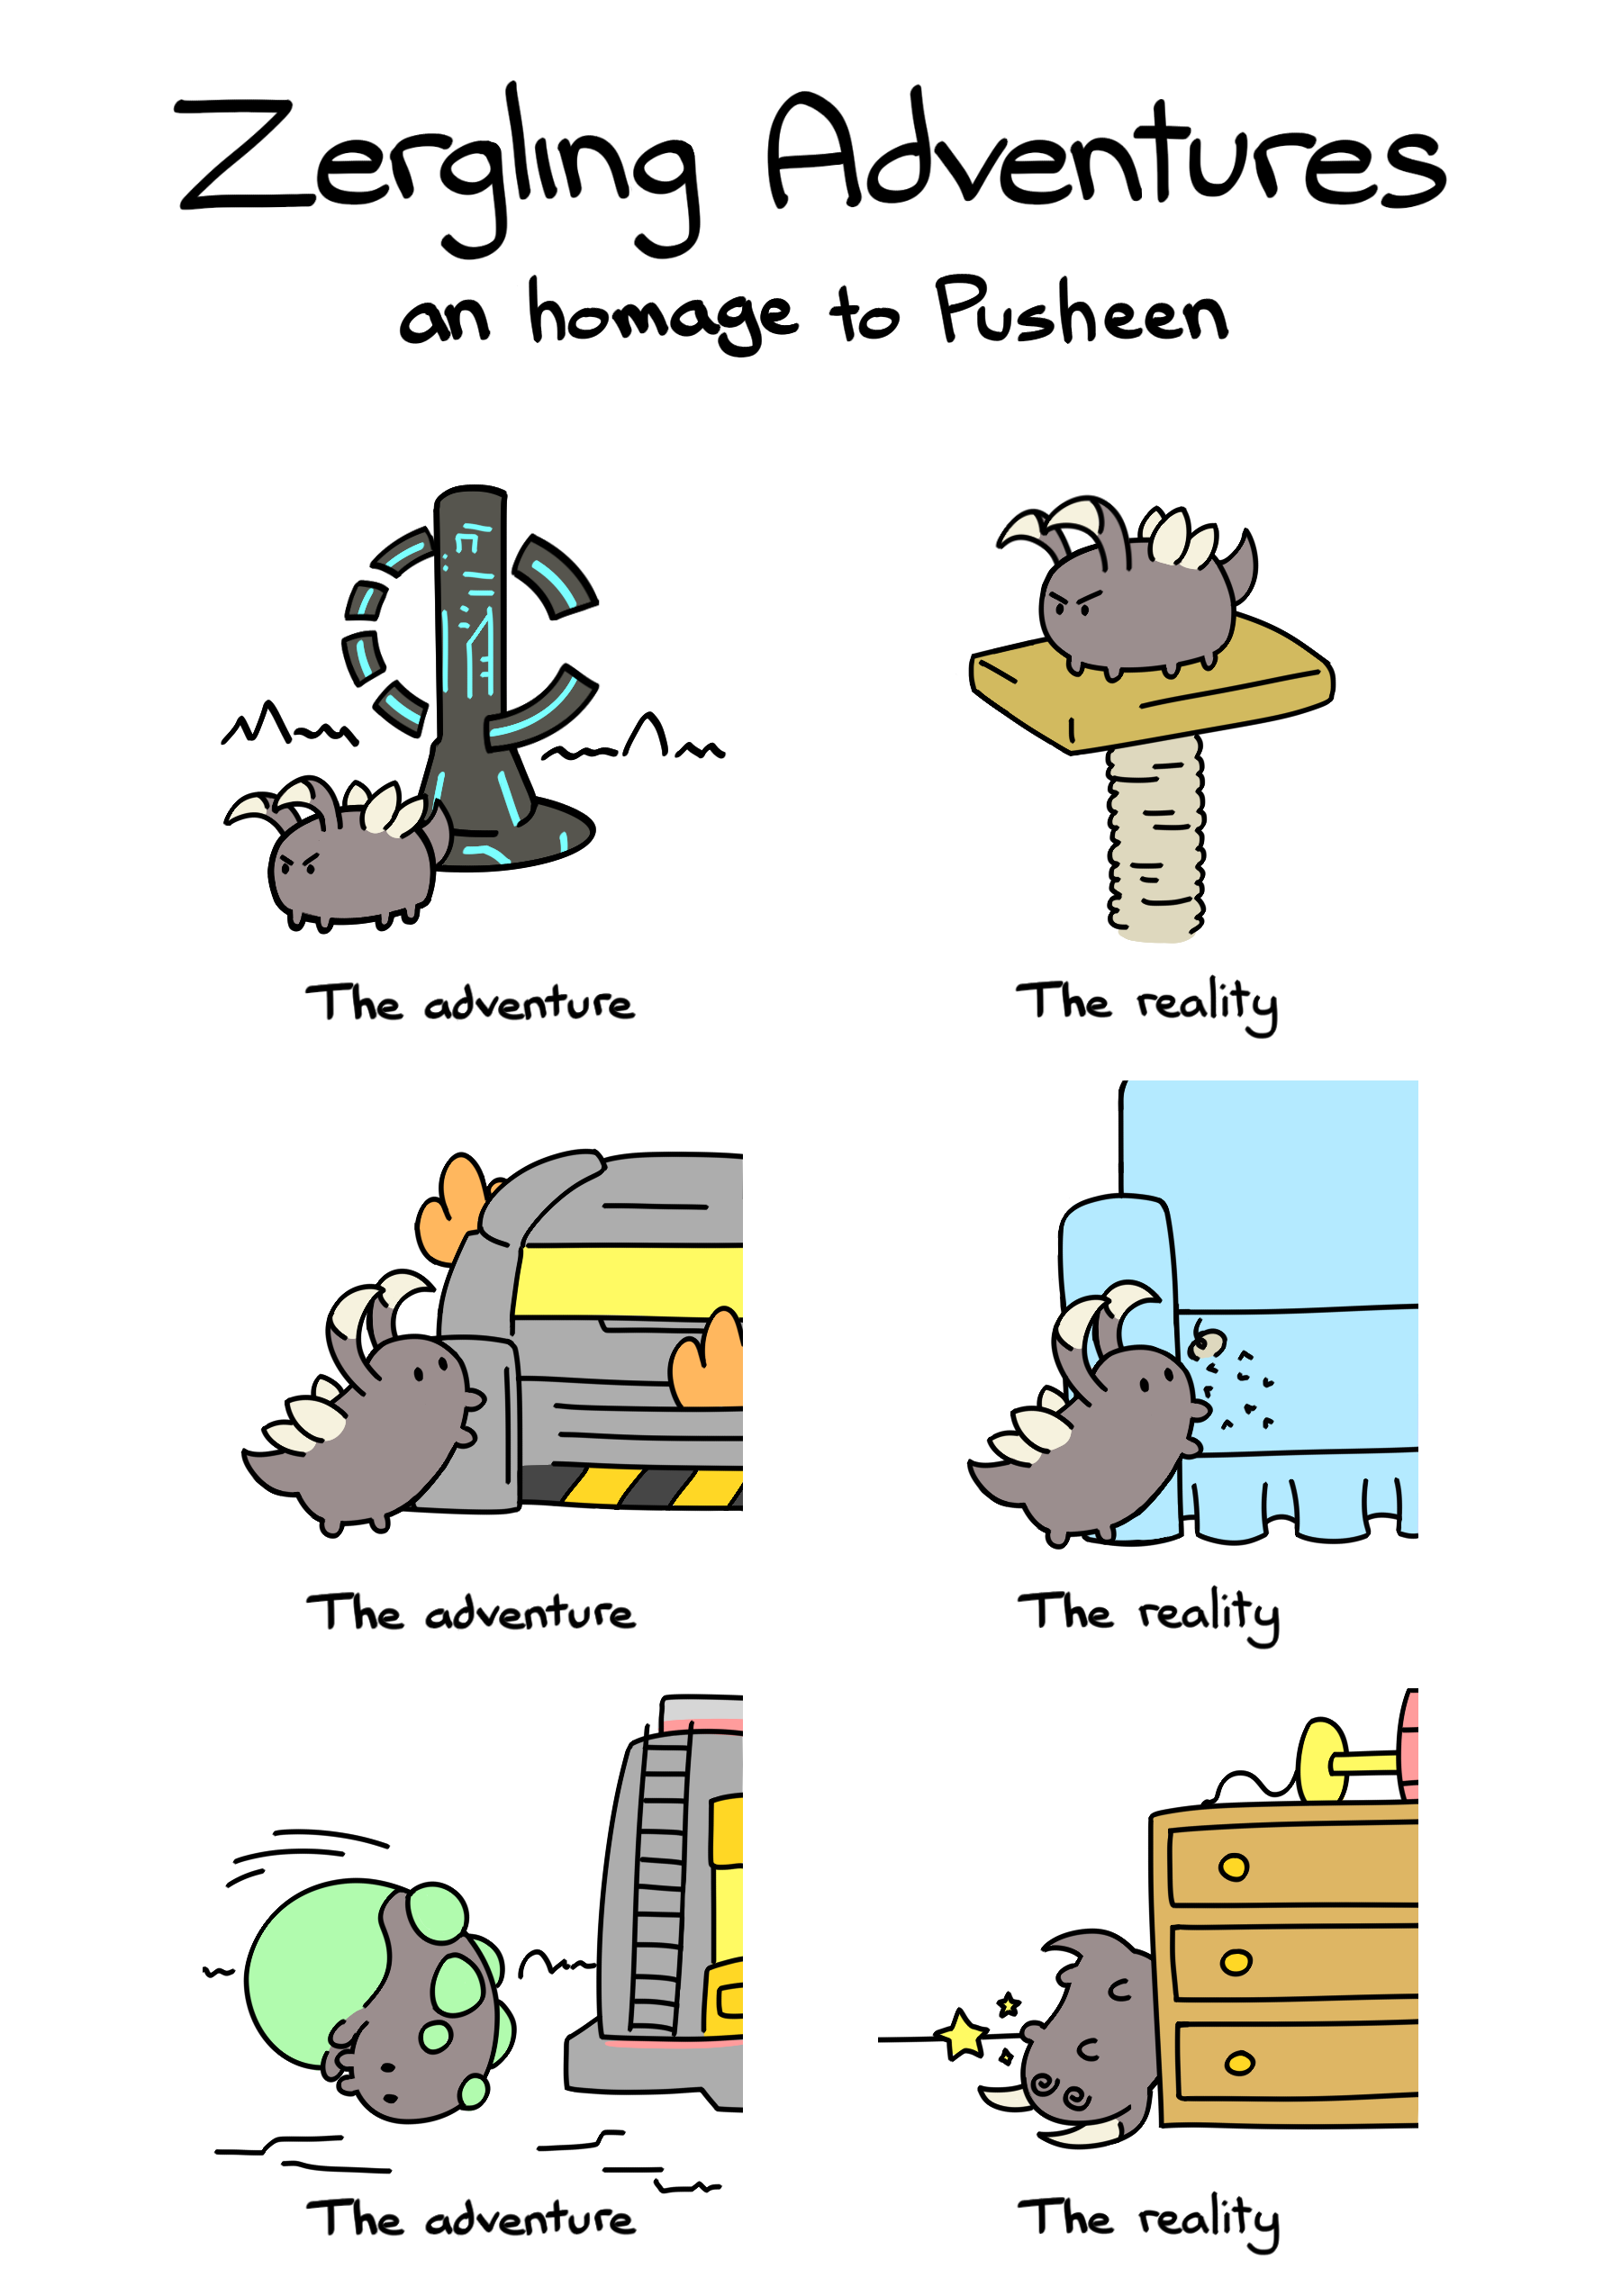 Zergling Adventures
an homage to Pusheen
The adventure
The reality
The adventure
The reality
The adventure
The reality